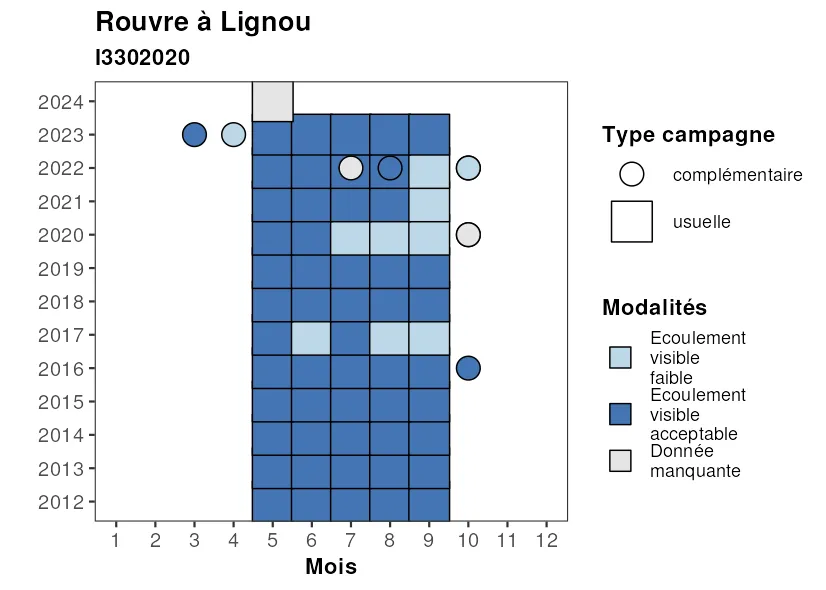 Rouvre à Lignou
I3302020
2024
2023
2022
2021
2020
2019
2018
2017
2016
2015
2014
2013
2012
1 2 3 4 5 6 7 8 9 10 11 12
Mois
Type campagne
complémentaire
usuelle
Modalités
Ecoulement
visible
faible
Ecoulement
visible
acceptable
Donnée
manquante